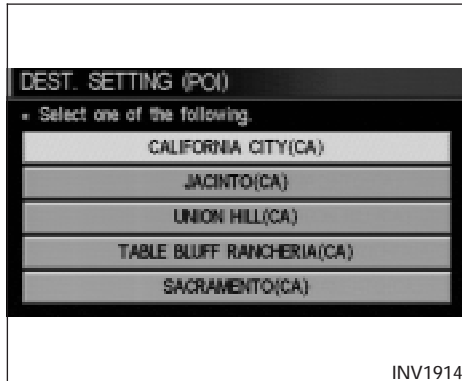 DEST. SETTING (POI)
Select one of the following.
CALIFORNIA CITY(CA)
JACINTO(CA)
UNION HILL(CA)
TABLE BLUFF RANCHERIA(CA)
SACRAMENTO(CA)
INV1914